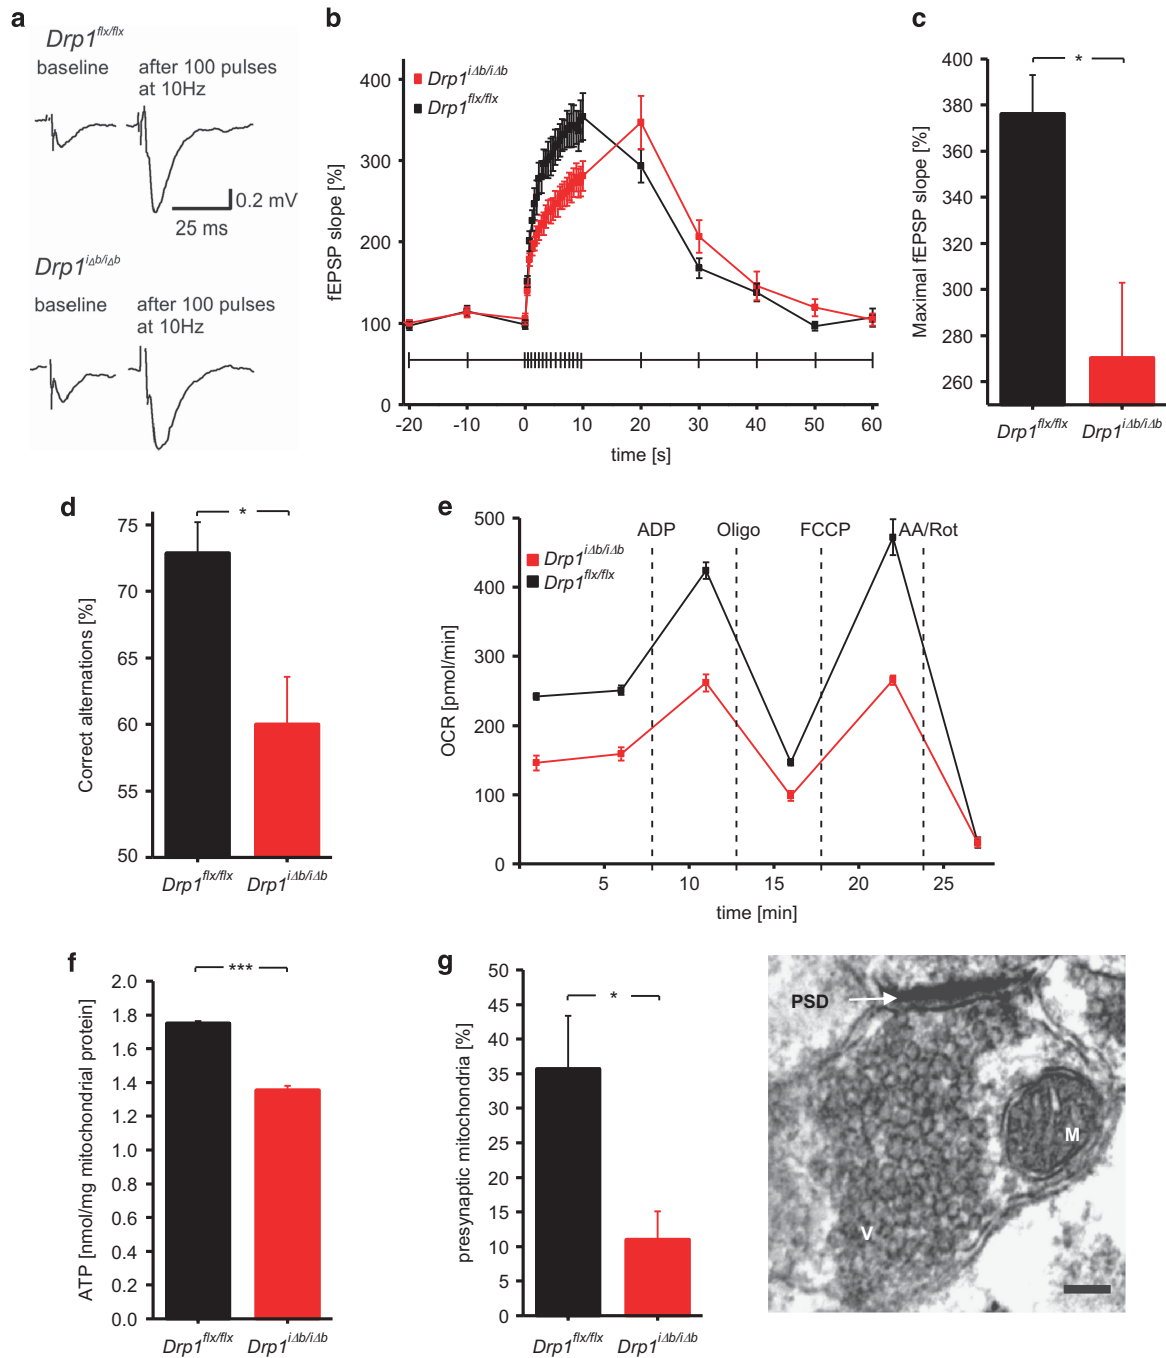 a
Drp1flx/flx
baseline
after 100 pulses
at 10Hz
0.2 mV
25 ms
Drp1iΔb/iΔb
baseline
after 100 pulses
at 10Hz
b
Drp1iΔb/iΔb
Drp1flx/flx
fEPSP slope [%]
400
300
200
100
0
-20 -10 0 10 20 30 40 50 60
time [s]
c
*
Maximal fEPSP slope [%]
400
380
360
340
320
300
280
260
Drp1flx/flx Drp1iΔb/iΔb
d
*
Correct alternations [%]
75
70
65
60
55
50
Drp1flx/flx Drp1iΔb/iΔb
e
ADP Oligo FCCP AA/Rot
Drp1iΔb/iΔb
Drp1flx/flx
OCR [pmol/min]
500
400
300
200
100
0
5 10 15 20 25
time [min]
f
***
ATP [nmol/mg mitochondrial protein]
2.0
1.8
1.6
1.4
1.2
1.0
0.8
0.6
0.4
0.2
0.0
Drp1flx/flx Drp1iΔb/iΔb
g
*
presynaptic mitochondria [%]
50
45
40
35
30
25
20
15
10
5
0
Drp1flx/flx Drp1iΔb/iΔb
PSD
M
V